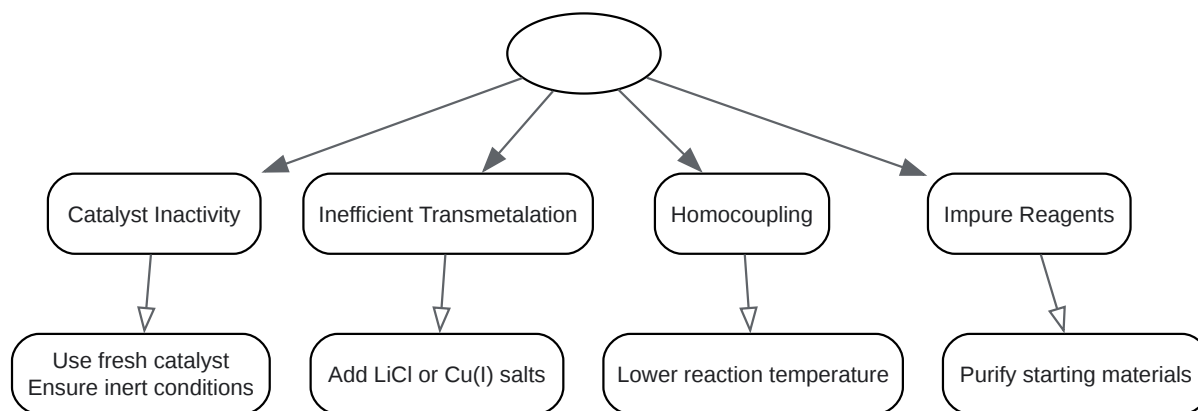 Catalyst Inactivity
Inefficient Transmetalation
Homocoupling
Impure Reagents
Use fresh catalyst
Ensure inert conditions
Add LiCl or Cu(I) salts
Lower reaction temperature
Purify starting materials